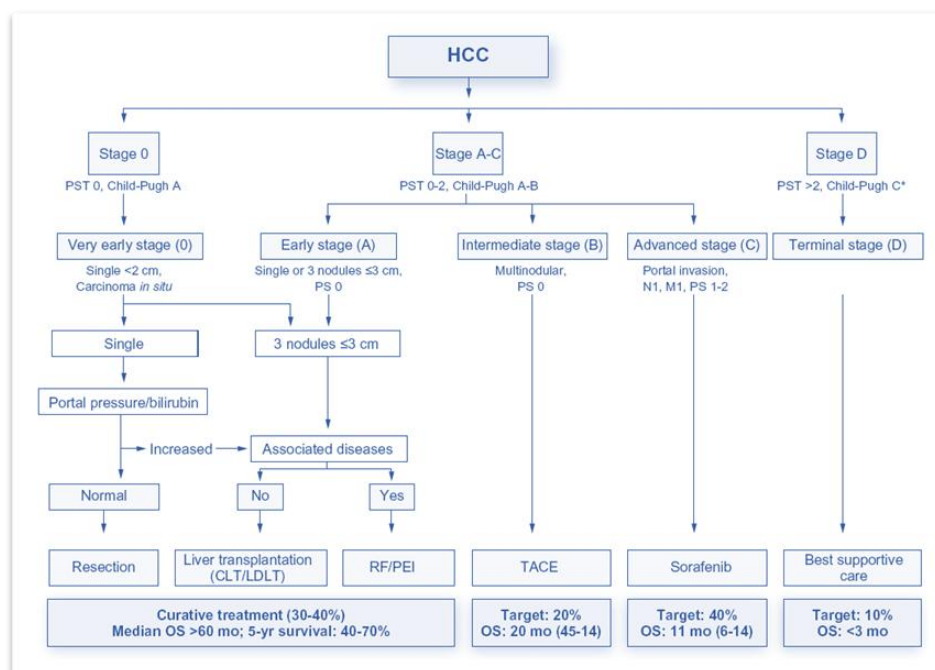 HCC
Stage 0
Stage A-C
Stage D
PST 0, Child-Pugh A
PST 0-2, Child-Pugh A-B
PST >2, Child-Pugh C*
Very early stage (0)
Early stage (A)
Intermediate stage (B)
Advanced stage (C)
Terminal stage (D)
Single <2 cm,
Carcinoma in situ
Single or 3 nodules ≤3 cm,
PS 0
Multinodular,
PS 0
Portal invasion,
N1, M1, PS 1-2
Single
3 nodules ≤3 cm
Portal pressure/bilirubin
Increased
Associated diseases
Normal
No
Yes
Resection
Liver transplantation
(CLT/LDLT)
RF/PEI
TACE
Sorafenib
Best supportive
care
Curative treatment (30-40%)
Median OS >60 mo; 5-yr survival: 40-70%
Target: 20%
OS: 20 mo (45-14)
Target: 40%
OS: 11 mo (6-14)
Target: 10%
OS: <3 mo